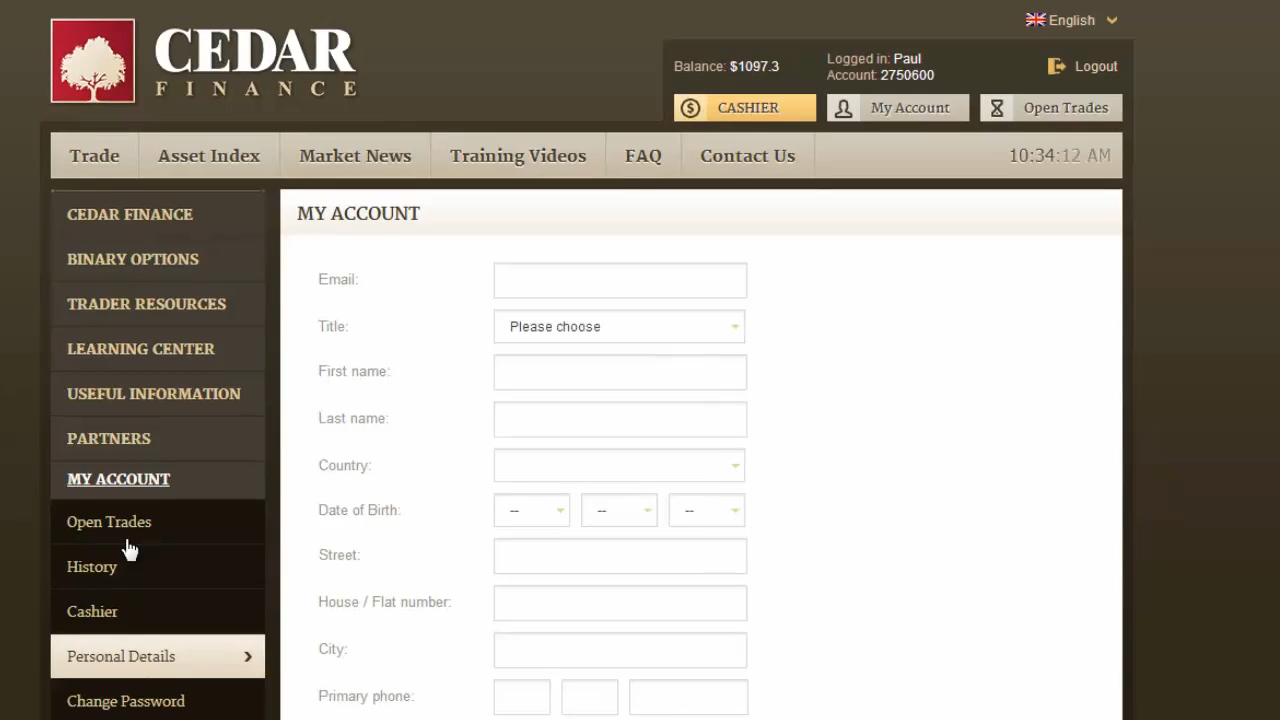 CEDAR
FINANCE
English
Balance: $1097.3
Logged in: Paul
Account: 2750600
Logout
CASHIER
My Account
Open Trades
Trade
Asset Index
Market News
Training Videos
FAQ
Contact Us
10:34:12 AM
CEDAR FINANCE
BINARY OPTIONS
TRADER RESOURCES
LEARNING CENTER
USEFUL INFORMATION
PARTNERS
MY ACCOUNT
Open Trades
History
Cashier
Personal Details
Change Password
MY ACCOUNT
Email:
Title: Please choose
First name:
Last name:
Country:
Date of Birth: -- -- --
Street:
House / Flat number:
City:
Primary phone: